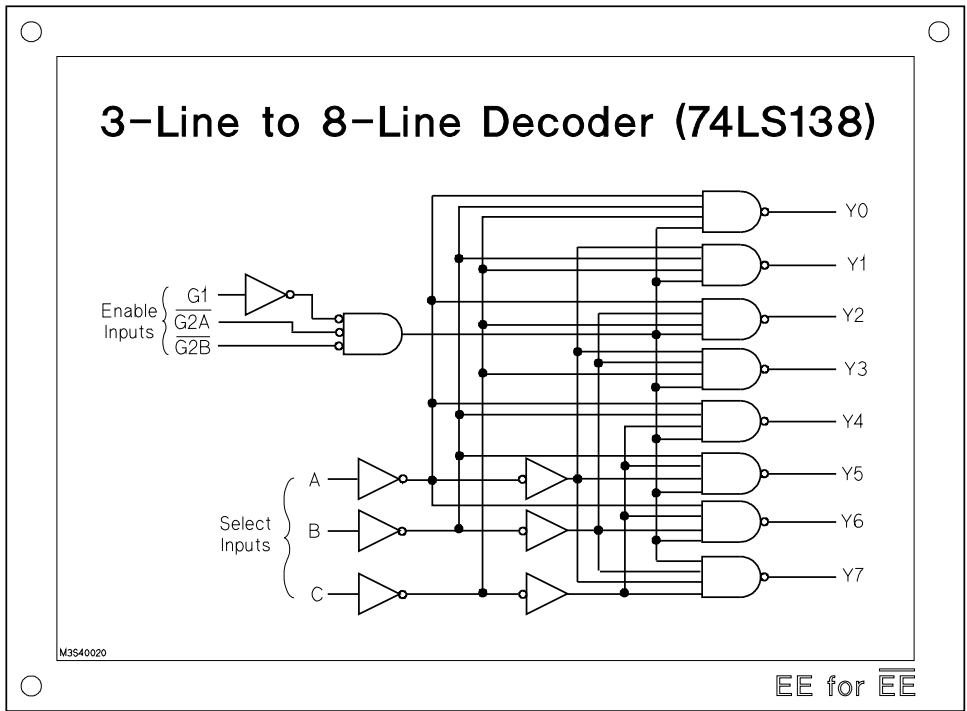 3-Line to 8-Line Decoder (74LS138)
Y0
Y1
Enable
Inputs
G1
G2A
G2B
Y2
Y3
Y4
A
Y5
Select
Inputs
B
Y6
C
Y7
M3S40020
EE for EE